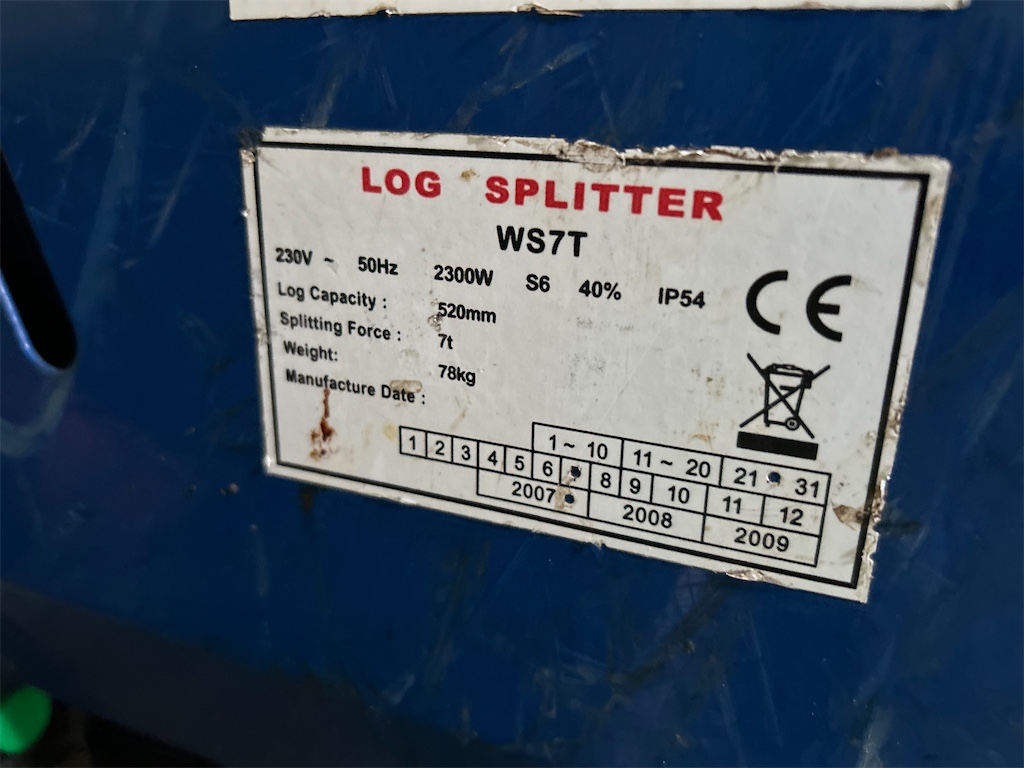 LOG SPLITTER
WS7T
230V ~ 50Hz 2300W S6 40% IP54
Log Capacity : 520mm
Splitting Force : 7t
Weight: 78kg
Manufacture Date :
CE
1 ~ 10 11 ~ 20 21 31
1 2 3 4 5 6 8 9 10 11 12
2007 2008 2009